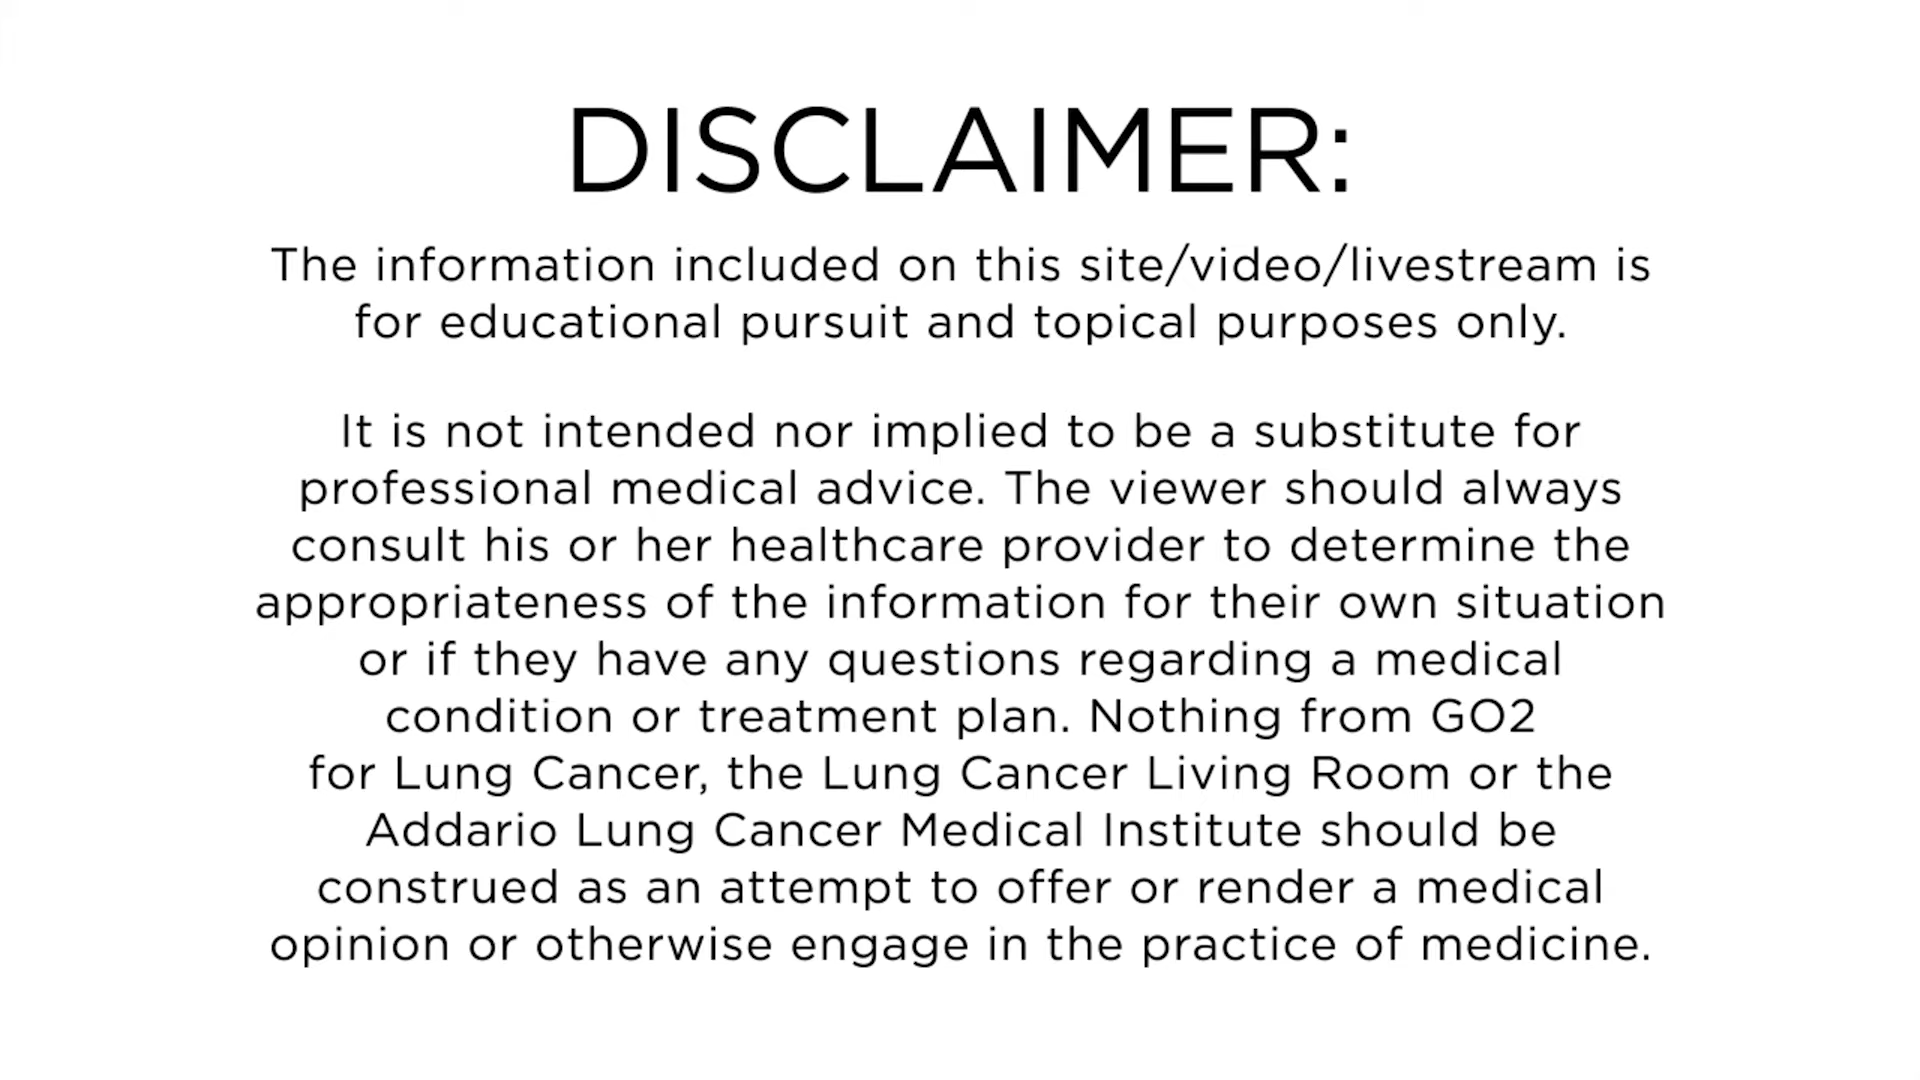 DISCLAIMER:
The information included on this site/video/livestream is
for educational pursuit and topical purposes only.
It is not intended nor implied to be a substitute for
professional medical advice. The viewer should always
consult his or her healthcare provider to determine the
appropriateness of the information for their own situation
or if they have any questions regarding a medical
condition or treatment plan. Nothing from GO2
for Lung Cancer, the Lung Cancer Living Room or the
Addario Lung Cancer Medical Institute should be
construed as an attempt to offer or render a medical
opinion or otherwise engage in the practice of medicine.